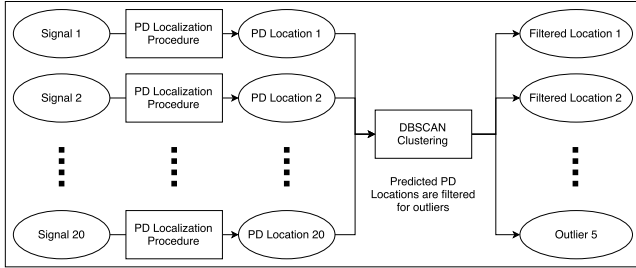 Signal 1
PD Localization
Procedure
PD Location 1
Filtered Location 1
Signal 2
PD Localization
Procedure
PD Location 2
DBSCAN
Clustering
Filtered Location 2
Predicted PD
Locations are filtered
for outliers
Signal 20
PD Localization
Procedure
PD Location 20
Outlier 5